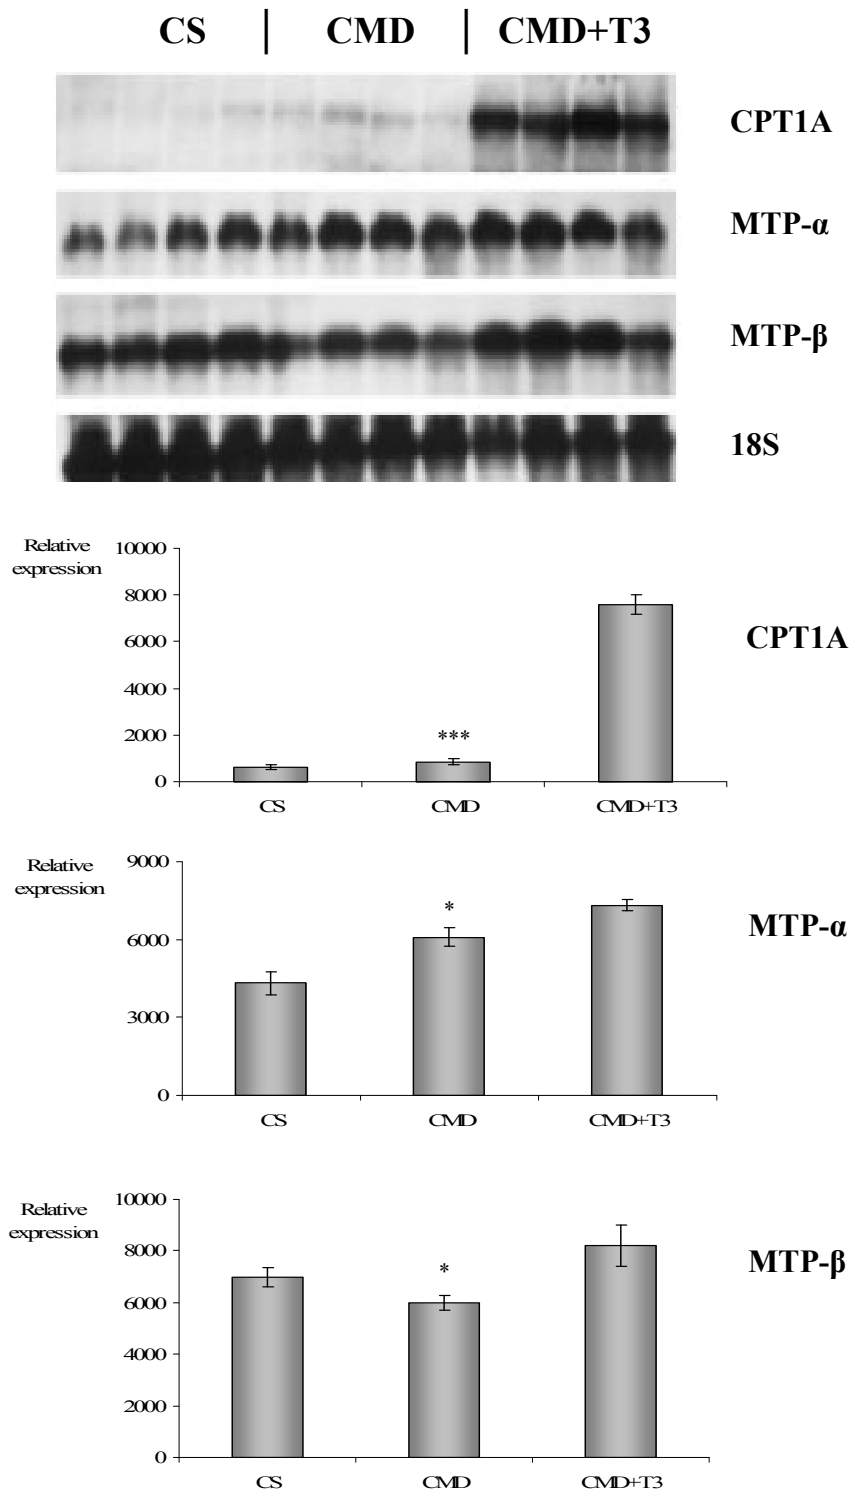 CS | CMD | CMD+T3
CPT1A
MTP-α
MTP-β
18S
Relative
expression
10000
8000
6000
4000
2000
0
***
CS CMD CMD+T3
CPT1A
Relative
expression
9000
6000
3000
0
*
CS CMD CMD+T3
MTP-α
Relative
expression
10000
8000
6000
4000
2000
0
*
CS CMD CMD+T3
MTP-β